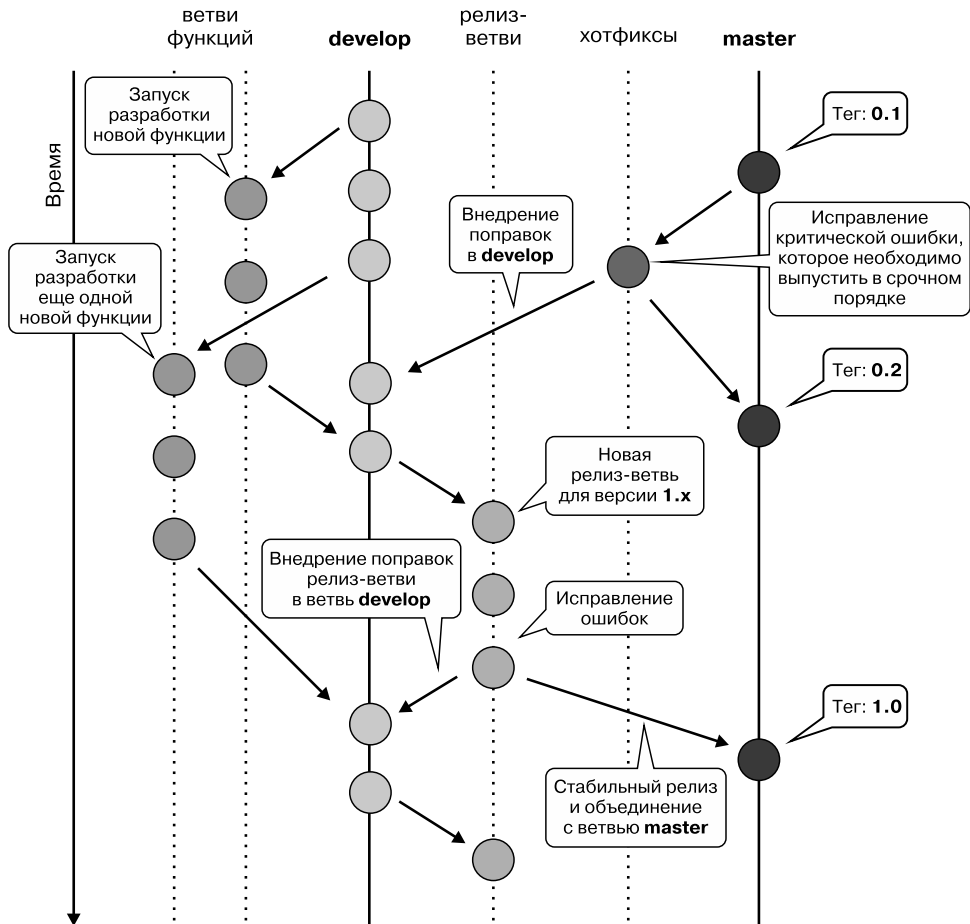 ветви
функций
develop
релиз-
ветви
хотфиксы
master
Время
Запуск
разработки
новой функции
Тег: 0.1
Внедрение
поправок
в develop
Исправление
критической ошибки,
которое необходимо
выпустить в срочном
порядке
Запуск
разработки
еще одной
новой функции
Тег: 0.2
Новая
релиз-ветвь
для версии 1.x
Внедрение поправок
релиз-ветви
в ветвь develop
Исправление
ошибок
Тег: 1.0
Стабильный релиз
и объединение
с ветвью master